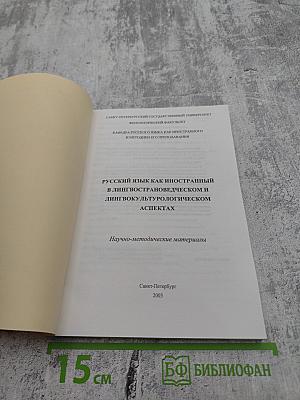 САНКТ-ПЕТЕРБУРГСКИЙ ГОСУДАРСТВЕННЫЙ УНИВЕРСИТЕТ
ФИЛОЛОГИЧЕСКИЙ ФАКУЛЬТЕТ
КАФЕДРА РУССКОГО ЯЗЫКА КАК ИНОСТРАННОГО
И МЕТОДИКИ ЕГО ПРЕПОДАВАНИЯ
РУССКИЙ ЯЗЫК КАК ИНОСТРАННЫЙ
В ЛИНГВОСТРАНОВЕДЧЕСКОМ И
ЛИНГВОКУЛЬТУРОЛОГИЧЕСКОМ
АСПЕКТАХ
Научно-методические материалы
Санкт-Петербург
2003
15 см
БФ БИБЛИОФАН